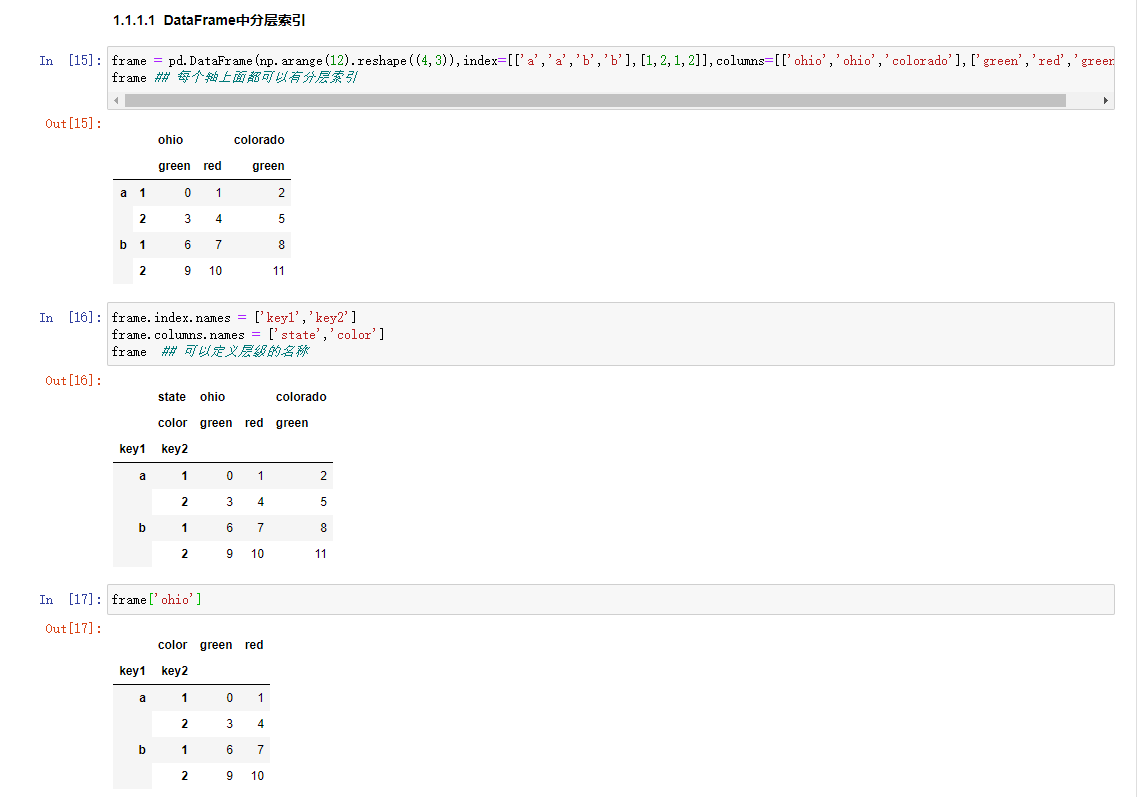 1.1.1.1 DataFrame中分层索引
In [15]: frame = pd.DataFrame(np.arange(12).reshape((4,3)),index=[['a','a','b','b'],[1,2,1,2]],columns=[['ohio','ohio','colorado'],['green','red','green
frame ## 每个轴上面都可以有分层索引
Out[15]:
ohio colorado
green red green
a 1 0 1 2
2 3 4 5
b 1 6 7 8
2 9 10 11
In [16]: frame.index.names = ['key1','key2']
frame.columns.names = ['state','color']
frame ## 可以定义层级的名称
Out[16]:
state ohio colorado
color green red green
key1 key2
a 1 0 1 2
2 3 4 5
b 1 6 7 8
2 9 10 11
In [17]: frame['ohio']
Out[17]:
color green red
key1 key2
a 1 0 1
2 3 4
b 1 6 7
2 9 10